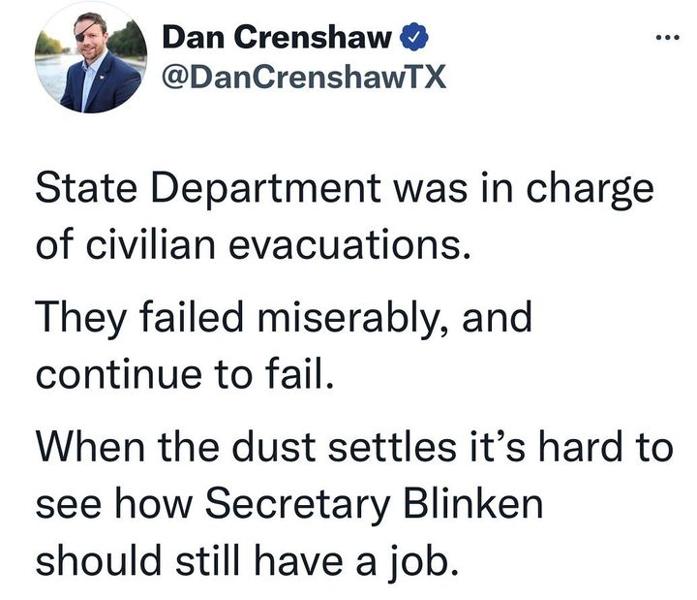 Dan Crenshaw
@DanCrenshawTX
State Department was in charge
of civilian evacuations.
They failed miserably, and
continue to fail.
When the dust settles it’s hard to
see how Secretary Blinken
should still have a job.